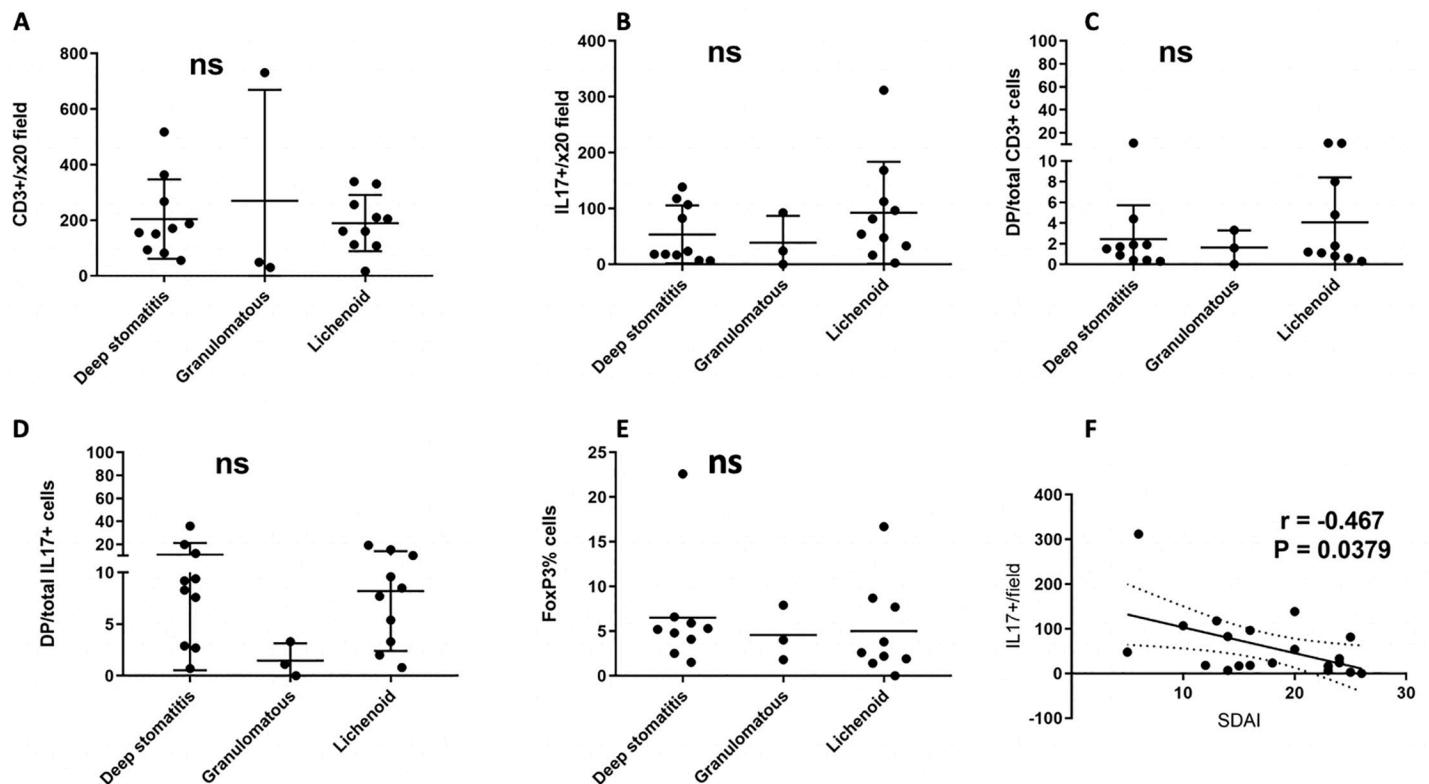 A
ns
CD3+/x20 field
800
600
400
200
0
Deep stomatitis
Granulomatous
Lichenoid
B
ns
IL17+/x20 field
400
300
200
100
0
Deep stomatitis
Granulomatous
Lichenoid
C
ns
DP/total CD3+ cells
100
80
60
40
20
10
8
6
4
2
0
Deep stomatitis
Granulomatous
Lichenoid
D
ns
DP/total IL17+ cells
100
80
60
40
20
10
5
0
Deep stomatitis
Granulomatous
Lichenoid
E
ns
FoxP3% cells
25
20
15
10
5
0
Deep stomatitis
Granulomatous
Lichenoid
F
r = -0.467
P = 0.0379
IL17+/field
400
300
200
100
0
-100
10
20
30
SDAI